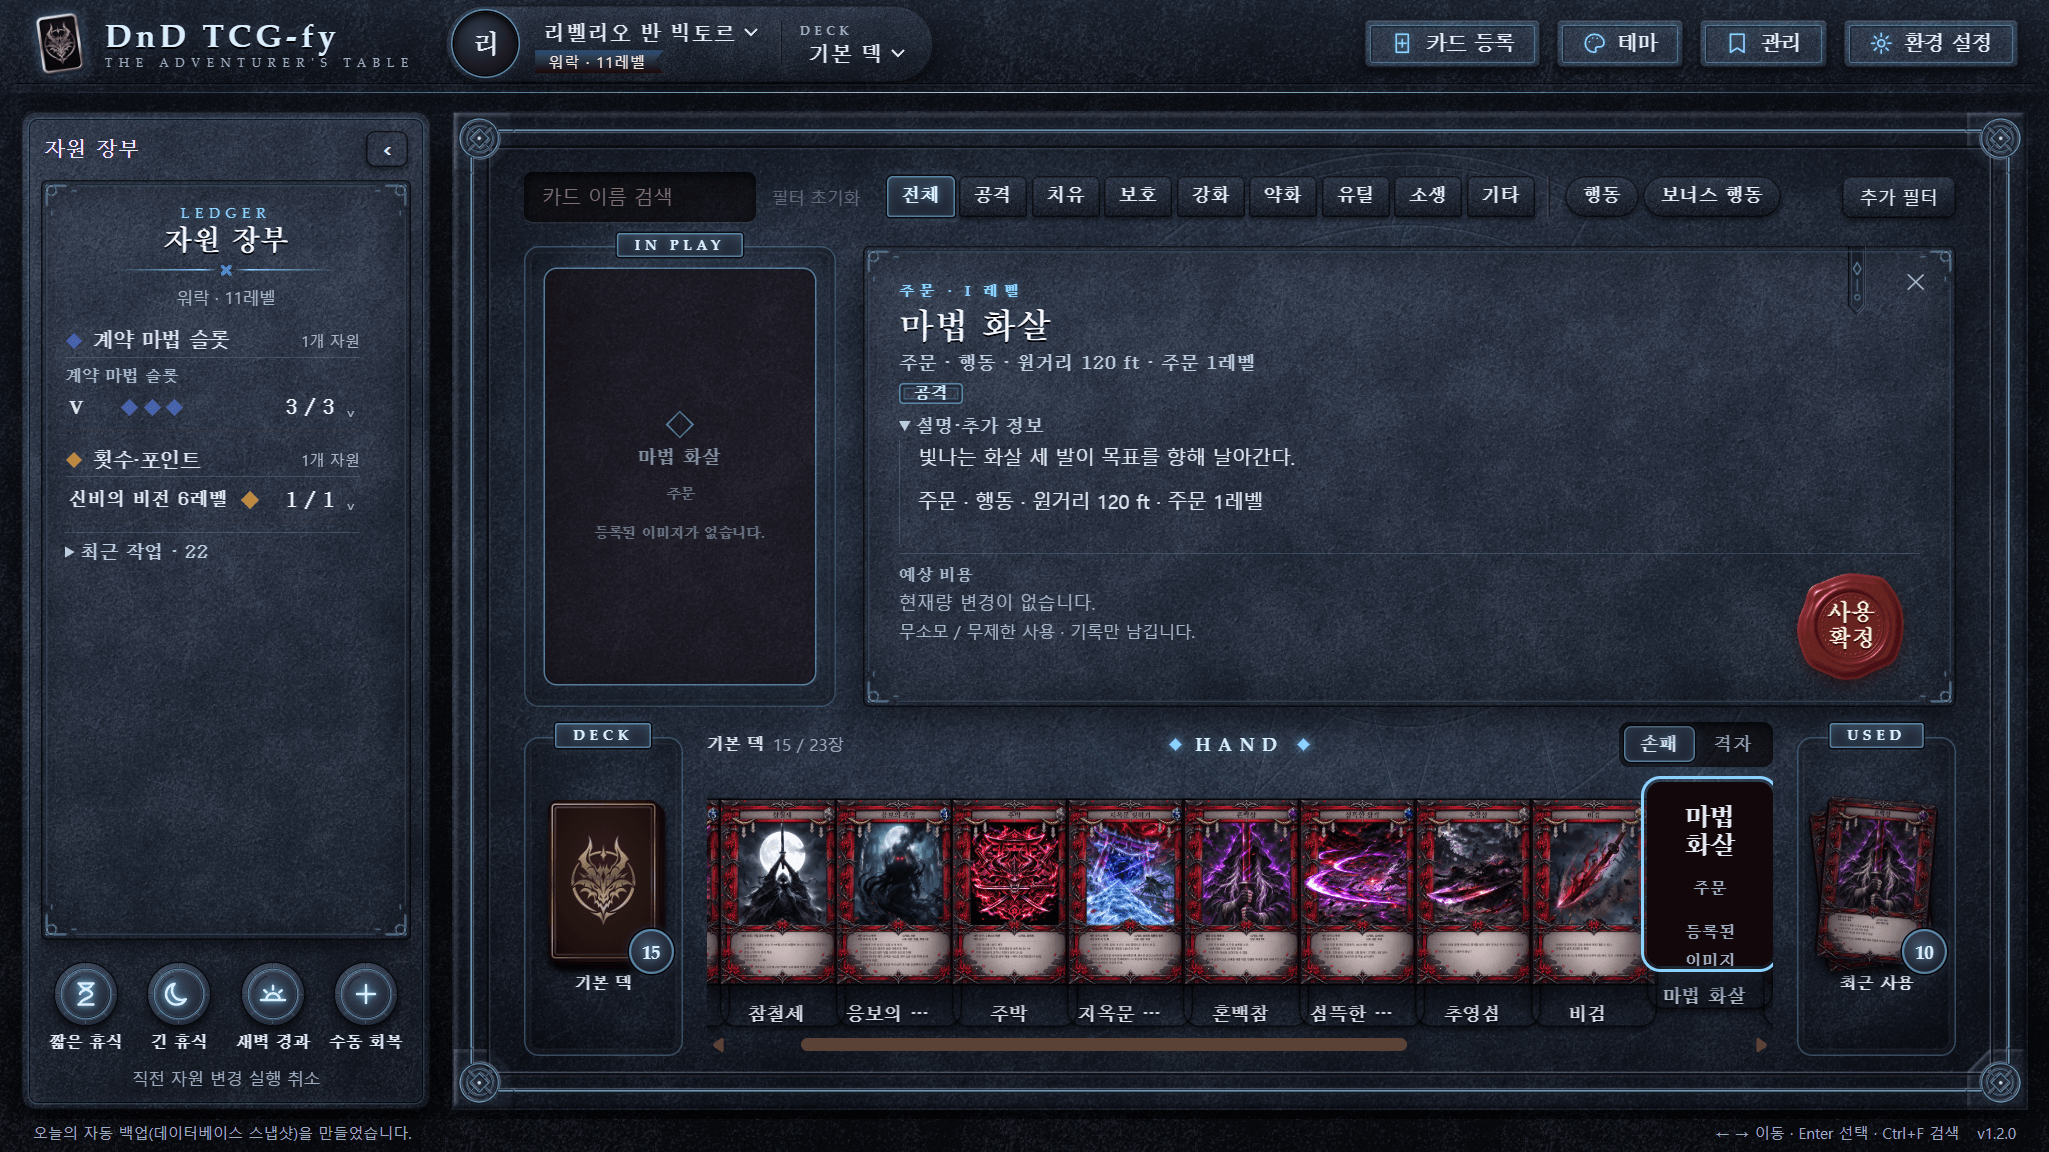 DnD TCG-fy
THE ADVENTURER'S TABLE
리
리벨리오 반 빅토르
워락 · 11레벨
DECK
기본 덱
카드 등록
테마
관리
환경 설정
자원 장부
LEDGER
자원 장부
워락 · 11레벨
계약 마법 슬롯
1개 자원
계약 마법 슬롯
V
3 / 3
횟수·포인트
1개 자원
신비의 비전 6레벨
1 / 1
최근 작업 · 22
짧은 휴식
긴 휴식
새벽 경과
수동 회복
직전 자원 변경 실행 취소
카드 이름 검색
필터 초기화
전체
공격
치유
보호
강화
약화
유틸
소생
기타
행동
보너스 행동
추가 필터
IN PLAY
마법 화살
주문
등록된 이미지가 없습니다.
주문 · 1 레벨
마법 화살
주문 · 행동 · 원거리 120 ft · 주문 1레벨
공격
설명·추가 정보
빛나는 화살 세 발이 목표를 향해 날아간다.
주문 · 행동 · 원거리 120 ft · 주문 1레벨
예상 비용
현재량 변경이 없습니다.
무소모 / 무제한 사용 · 기록만 남깁니다.
사용
확정
DECK
15
기본 덱
기본 덱 15 / 23장
HAND
손패
격자
참철세
응보의 ···
주박
지옥문 ···
혼백참
섬뜩한 ···
추영섬
비검
마법
화살
주문
등록된
이미지
마법 화살
USED
10
최근 사용
오늘의 자동 백업(데이터베이스 스냅샷)을 만들었습니다.
← → 이동 · Enter 선택 · Ctrl+F 검색
v1.2.0